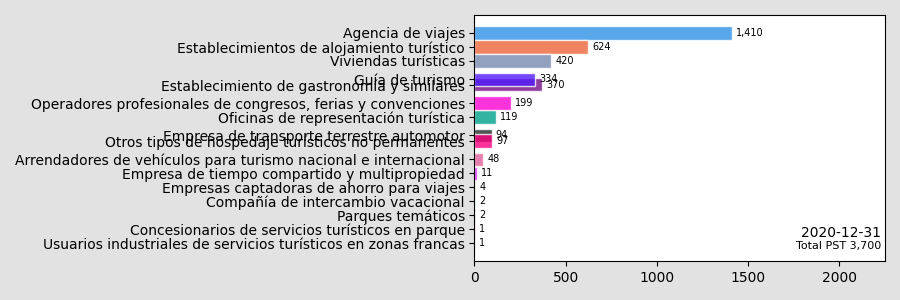 Agencia de viajes 1,410
Establecimientos de alojamiento turístico 624
Viviendas turísticas 420
Guía de turismo 334
Establecimiento de gastronomía y similares 370
Operadores profesionales de congresos, ferias y convenciones 199
Oficinas de representación turística 119
Empresa de transporte terrestre automotor 94
Otros tipos de hospedaje turísticos no permanentes 97
Arrendadores de vehículos para turismo nacional e internacional 48
Empresa de tiempo compartido y multipropiedad 11
Empresas captadoras de ahorro para viajes 4
Compañía de intercambio vacacional 2
Parques temáticos 2
Concesionarios de servicios turísticos en parque 1
Usuarios industriales de servicios turísticos en zonas francas 1
2020-12-31
Total PST 3,700
0 500 1000 1500 2000